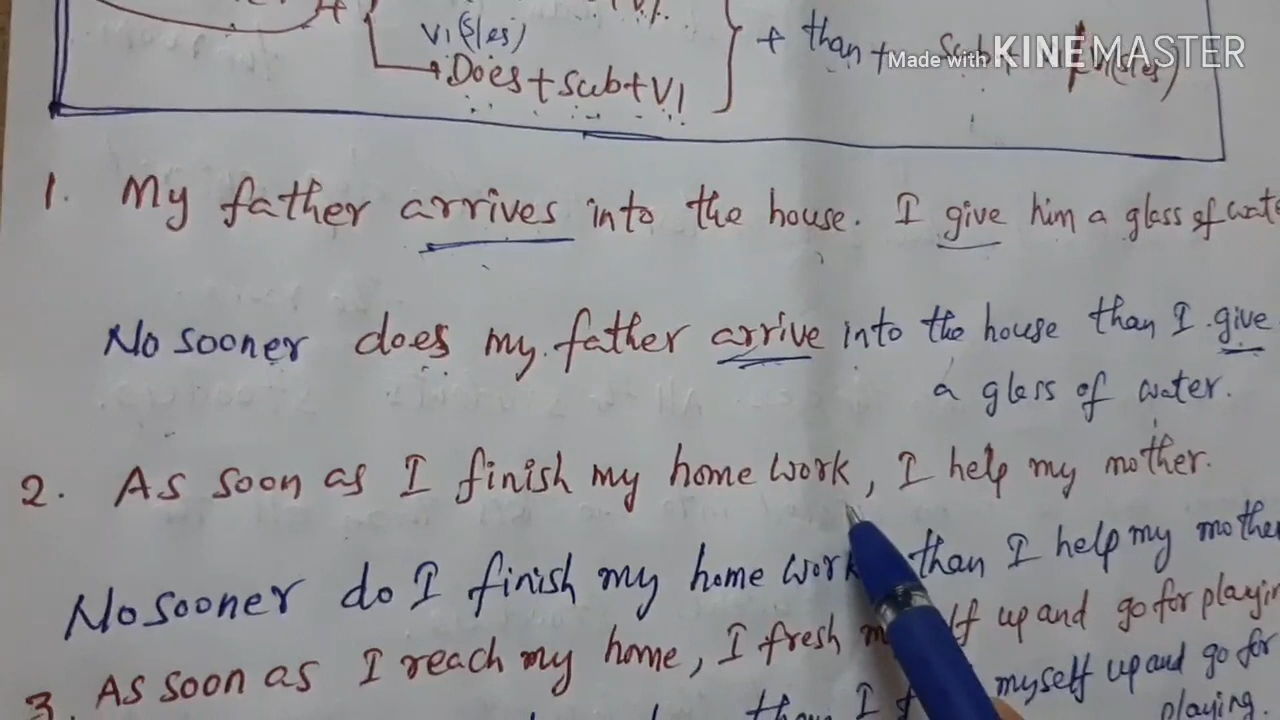 V1(s/es)
Does + Sub + V1 } + than + Sub +
Made with KINEMASTER
1. My father arrives into the house. I give him a glass of wate
No sooner does my father arrive into the house than I give
a glass of water.
2. As soon as I finish my home work, I help my mother.
No sooner do I finish my home work than I help my mothe
3. As soon as I reach my home, I fresh up and go for playin
than I myself up and go for
playing.